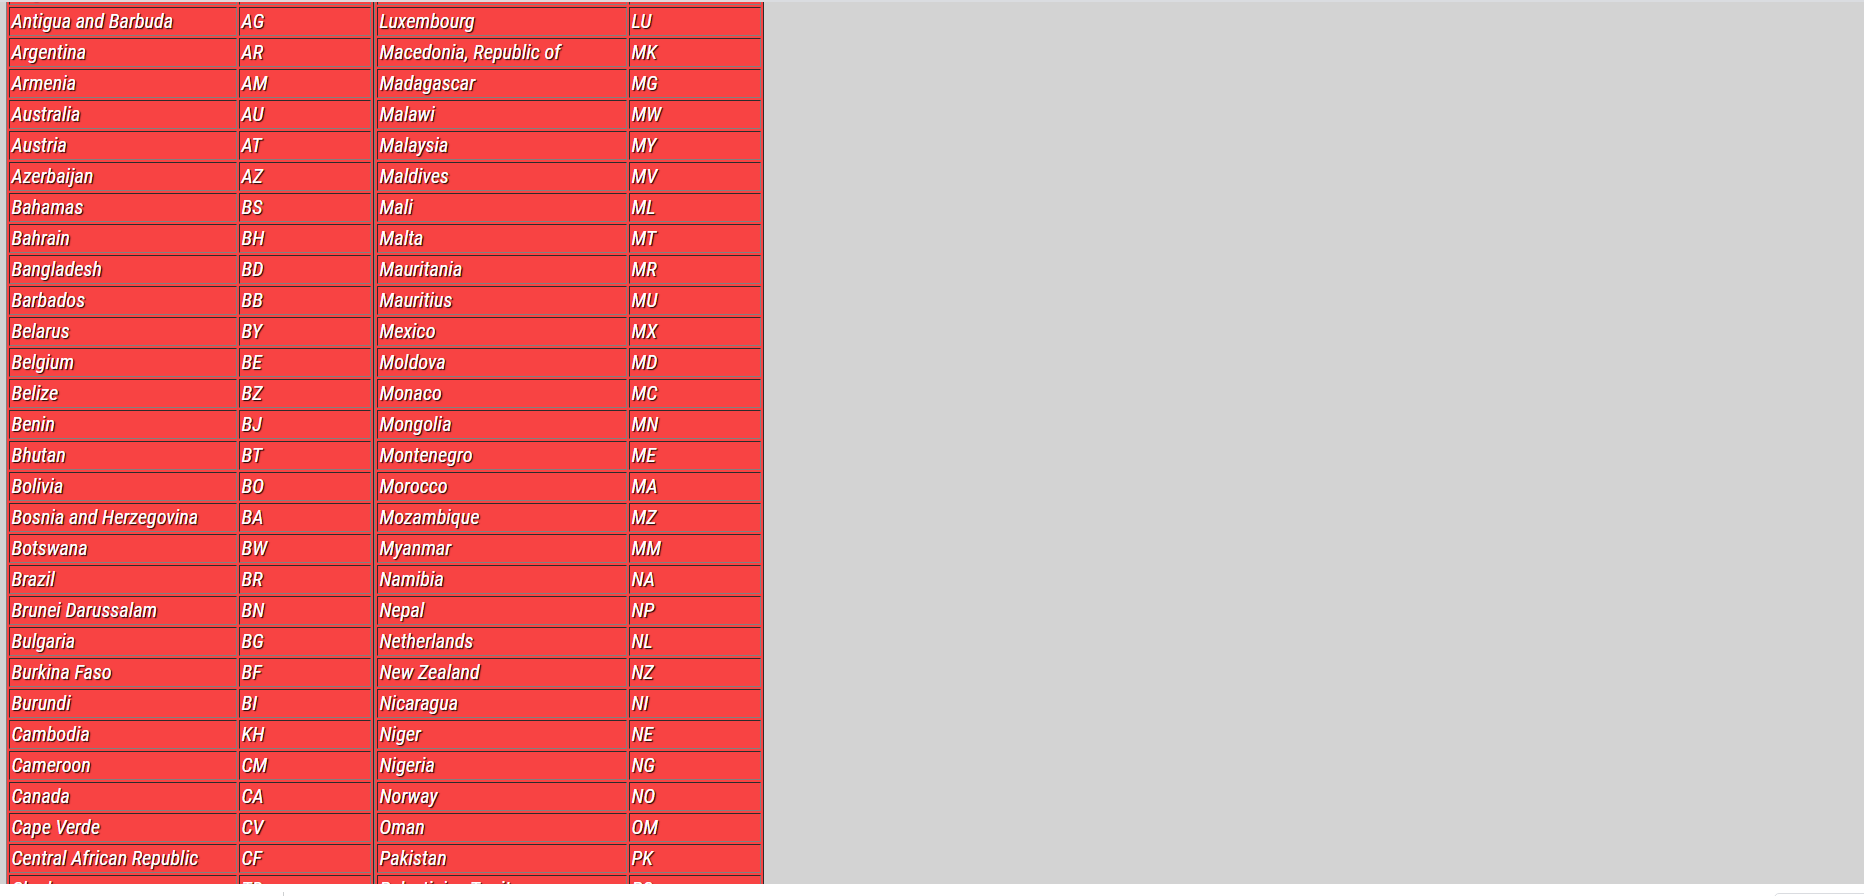 Antigua and Barbuda AG Luxembourg LU
Argentina AR Macedonia, Republic of MK
Armenia AM Madagascar MG
Australia AU Malawi MW
Austria AT Malaysia MY
Azerbaijan AZ Maldives MV
Bahamas BS Mali ML
Bahrain BH Malta MT
Bangladesh BD Mauritania MR
Barbados BB Mauritius MU
Belarus BY Mexico MX
Belgium BE Moldova MD
Belize BZ Monaco MC
Benin BJ Mongolia MN
Bhutan BT Montenegro ME
Bolivia BO Morocco MA
Bosnia and Herzegovina BA Mozambique MZ
Botswana BW Myanmar MM
Brazil BR Namibia NA
Brunei Darussalam BN Nepal NP
Bulgaria BG Netherlands NL
Burkina Faso BF New Zealand NZ
Burundi BI Nicaragua NI
Cambodia KH Niger NE
Cameroon CM Nigeria NG
Canada CA Norway NO
Cape Verde CV Oman OM
Central African Republic CF Pakistan PK